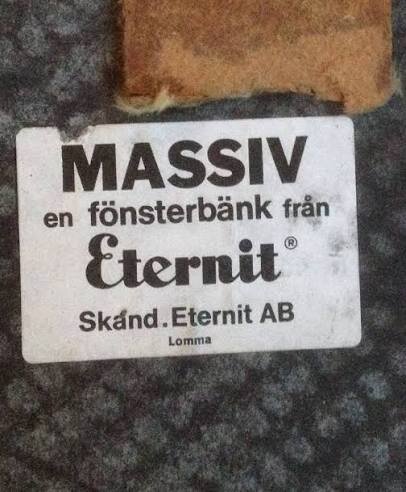 MASSIV
en fönsterbänk från
Eternit®
Skand.Eternit AB
Lomma